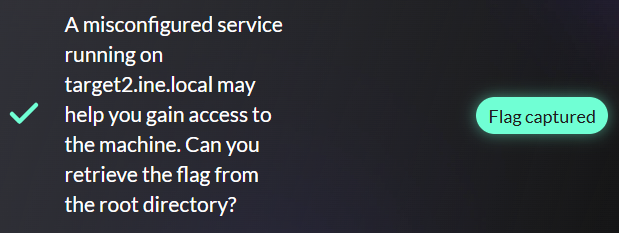 A misconfigured service
running on
target2.ine.local may
help you gain access to
the machine. Can you
retrieve the flag from
the root directory?
Flag captured